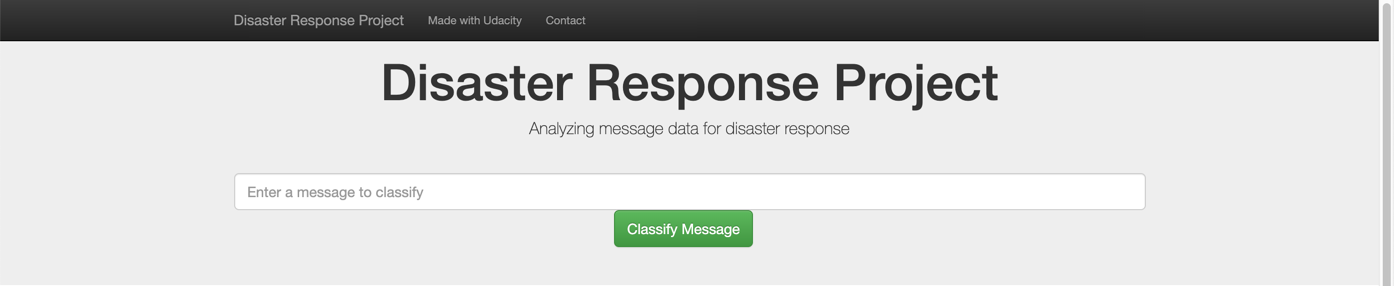 Disaster Response Project Made with Udacity Contact
Disaster Response Project
Analyzing message data for disaster response
Enter a message to classify
Classify Message